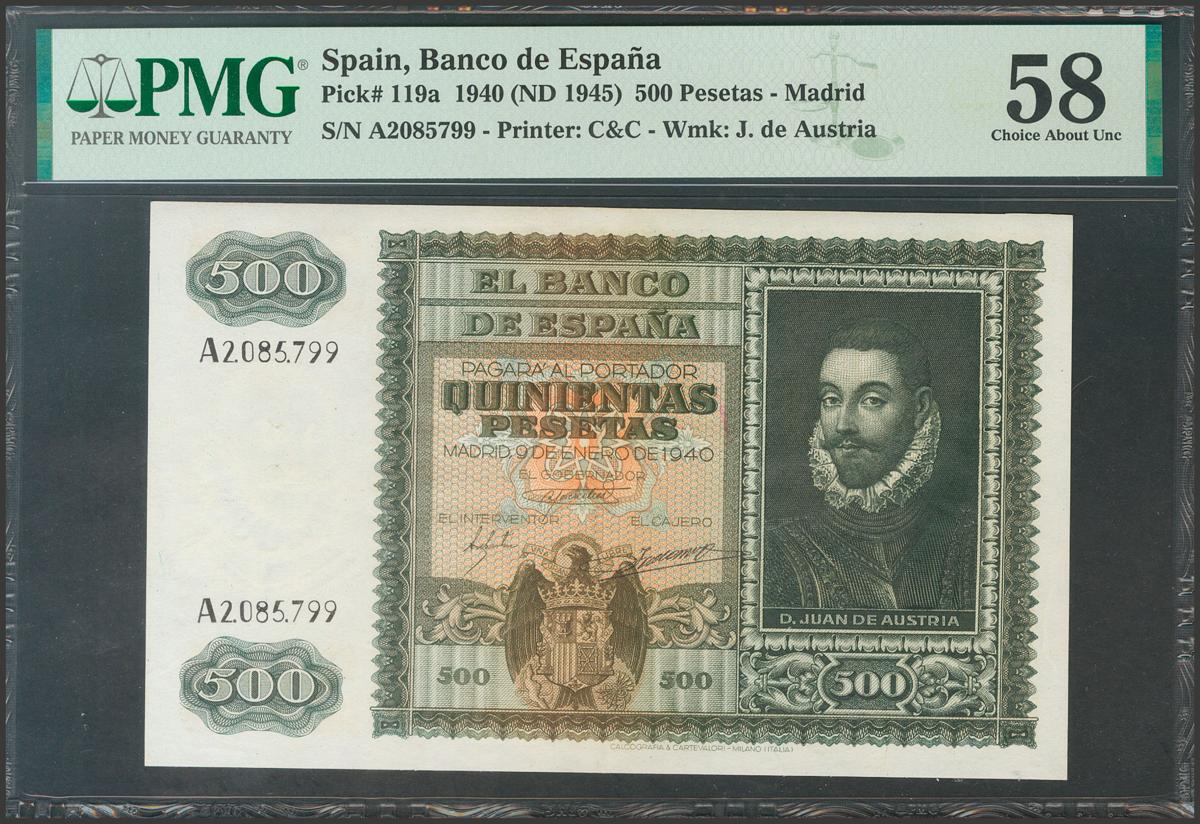 PMG®
PAPER MONEY GUARANTY
Spain, Banco de España
Pick# 119a 1940 (ND 1945) 500 Pesetas - Madrid
S/N A2085799 - Printer: C&C - Wmk: J. de Austria
58
Choice About Unc
500
A2.085.799
EL BANCO
DE ESPAÑA
PAGARÁ AL PORTADOR
QUINIENTAS
PESETAS
MADRID 9 DE ENERO DE 1940
EL GOBERNADOR
EL INTERVENTOR
EL CAJERO
D. JUAN DE AUSTRIA
A2.085.799
500
500
500
500
CALCOGRAFIA & CARTEVALORI - MILANO (ITALIA)